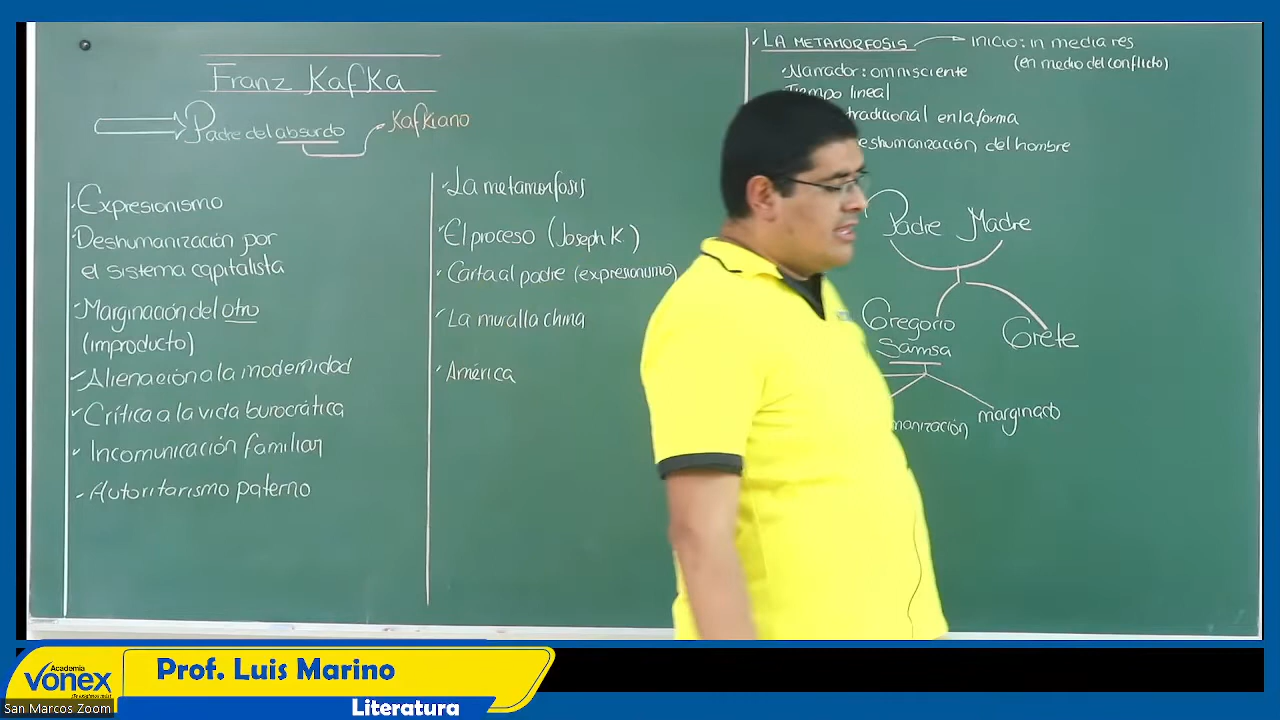 Franz Kafka
Padre del absurdo
Kafkiano
Expresionismo
Deshumanización por
el sistema capitalista
Marginación del otro
(improducto)
Alienación a la modernidad
Crítica a la vida burocrática
Incomunicación familiar
Autoritarismo paterno
La metamorfosis
El proceso (Joseph K.)
Carta al padre (expresionismo)
La muralla china
América
LA METAMORFOSIS
inicio: in media res
(en medio del conflicto)
Narrador: omnisciente
Tiempo lineal
tradicional en la forma
eshumanización del hombre
Padre Madre
Gregorio
Samsa
Grete
manización
marginado
Academia
vonex
San Marcos Zoom
Prof. Luis Marino
Literatura